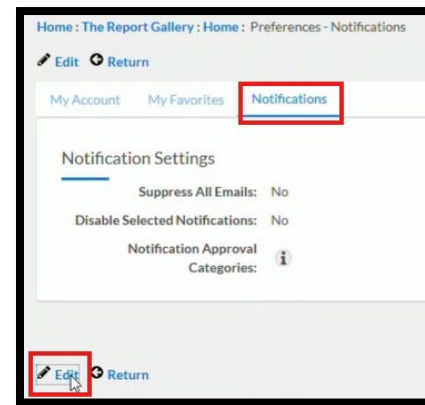 Home : The Report Gallery : Home : Preferences - Notifications
Edit Return
My Account My Favorites Notifications
Notification Settings
Suppress All Emails: No
Disable Selected Notifications: No
Notification Approval
Categories:
Edit Return